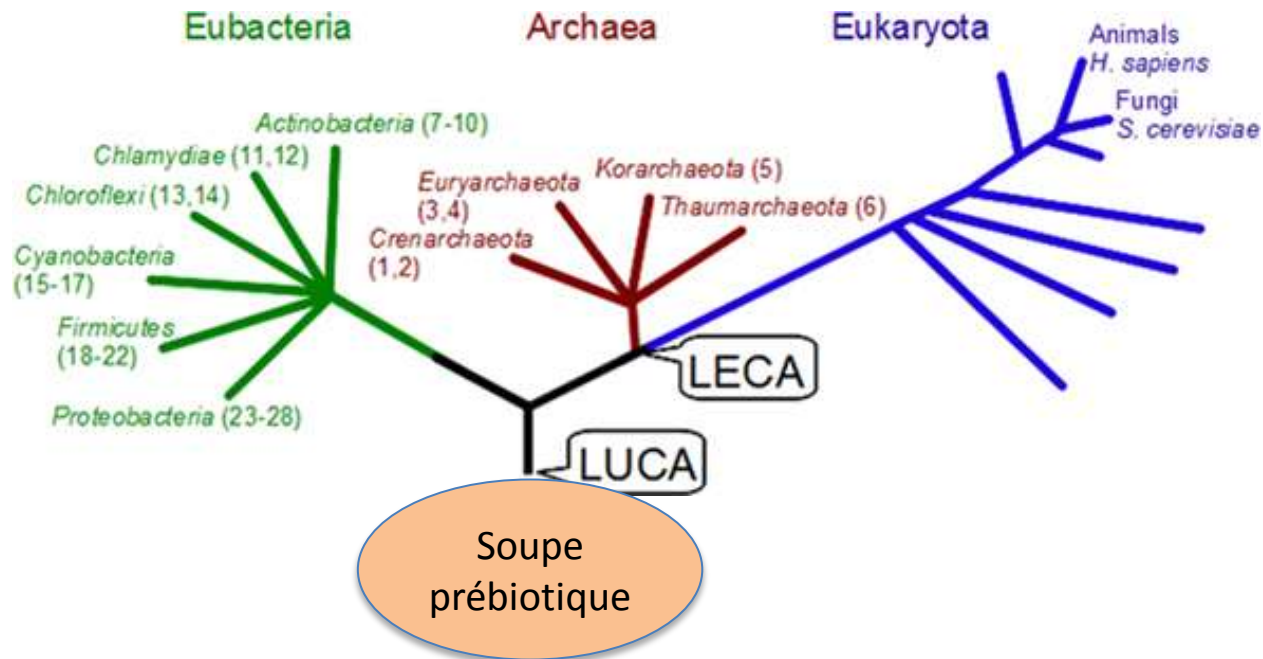 Eubacteria
Archaea
Eukaryota
Actinobacteria (7-10)
Chlamydiae (11,12)
Chloroflexi (13,14)
Cyanobacteria
(15-17)
Firmicutes
(18-22)
Proteobacteria (23-28)
Euryarchaeota
(3,4)
Crenarchaeota
(1,2)
Korarchaeota (5)
Thaumarchaeota (6)
Animals
H. sapiens
Fungi
S. cerevisiae
LECA
LUCA
Soupe
prébiotique